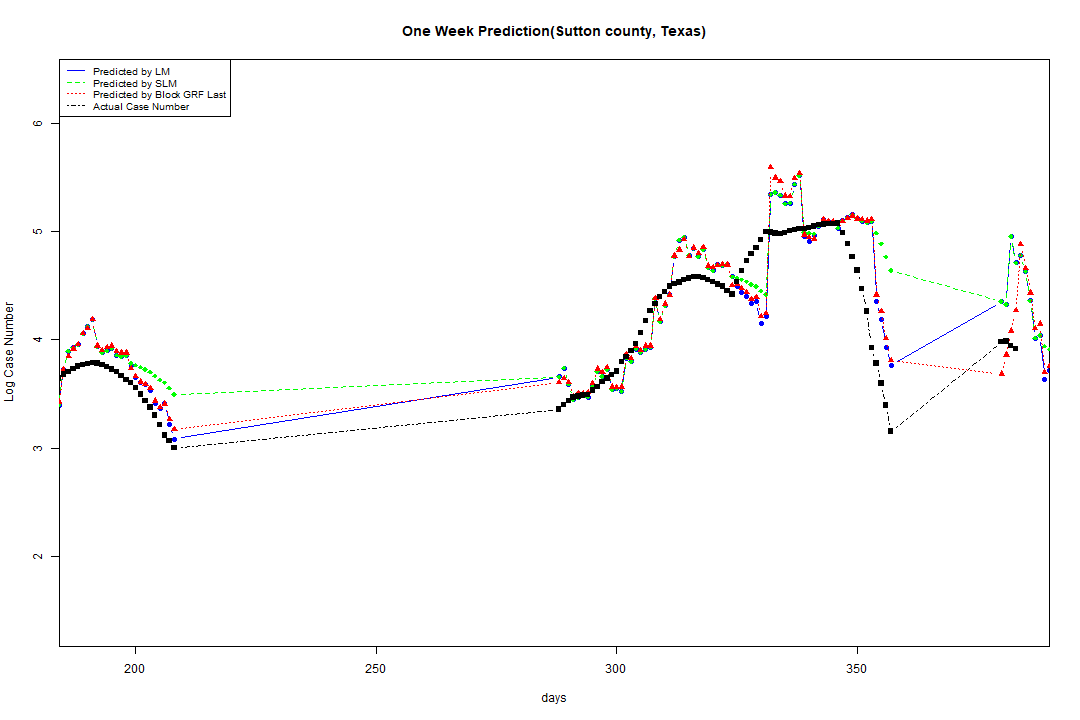 One Week Prediction(Sutton county, Texas)
Predicted by LM
Predicted by SLM
Predicted by Block GRF Last
Actual Case Number
6
5
4
3
2
Log Case Number
200 250 300 350
days